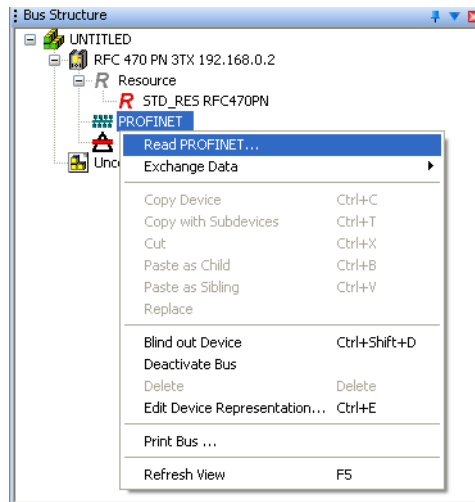 Bus Structure
UNTITLED
RFC 470 PN 3TX 192.168.0.2
Resource
STD_RES RFC470PN
PROFINET
Unc
Read PROFINET...
Exchange Data
Copy Device Ctrl+C
Copy with Subdevices Ctrl+T
Cut Ctrl+X
Paste as Child Ctrl+B
Paste as Sibling Ctrl+V
Replace
Blind out Device Ctrl+Shift+D
Deactivate Bus
Delete Delete
Edit Device Representation... Ctrl+E
Print Bus ...
Refresh View F5